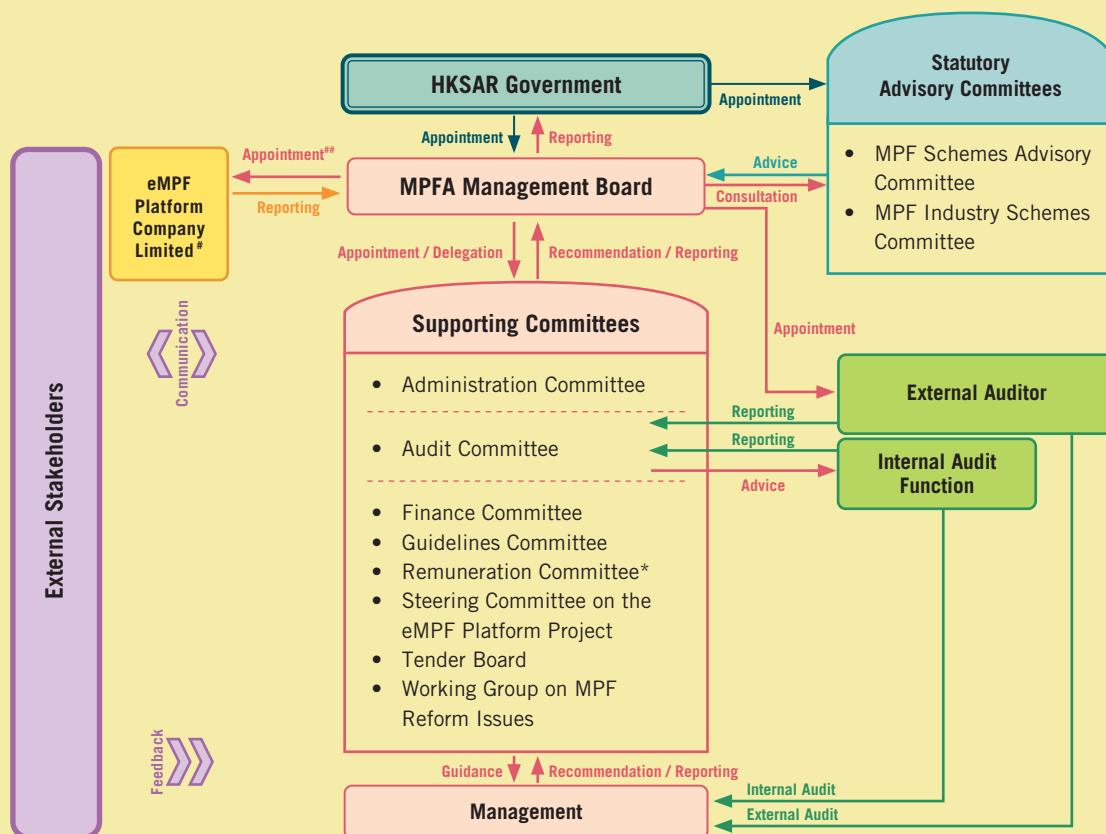 HKSAR Government
Statutory
Advisory Committees
Appointment
Appointment
Reporting
• MPF Schemes Advisory
Committee
• MPF Industry Schemes
Committee
External Stakeholders
eMPF
Platform
Company
Limited#
Appointment##
Reporting
MPFA Management Board
Advice
Consultation
Appointment / Delegation
Recommendation / Reporting
Communication
Supporting Committees
Appointment
• Administration Committee
External Auditor
Reporting
• Audit Committee
Reporting
Internal Audit
Function
Advice
• Finance Committee
• Guidelines Committee
• Remuneration Committee*
• Steering Committee on the
eMPF Platform Project
• Tender Board
• Working Group on MPF
Reform Issues
Feedback
Guidance
Recommendation / Reporting
Management
Internal Audit
External Audit